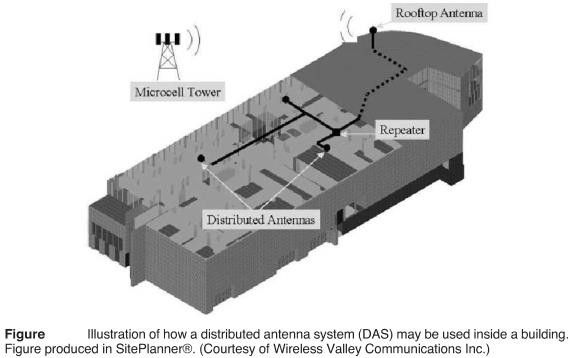 Rooftop Antenna
Microcell Tower
Repeater
Distributed Antennas
Figure Illustration of how a distributed antenna system (DAS) may be used inside a building.
Figure produced in SitePlanner®. (Courtesy of Wireless Valley Communications Inc.)